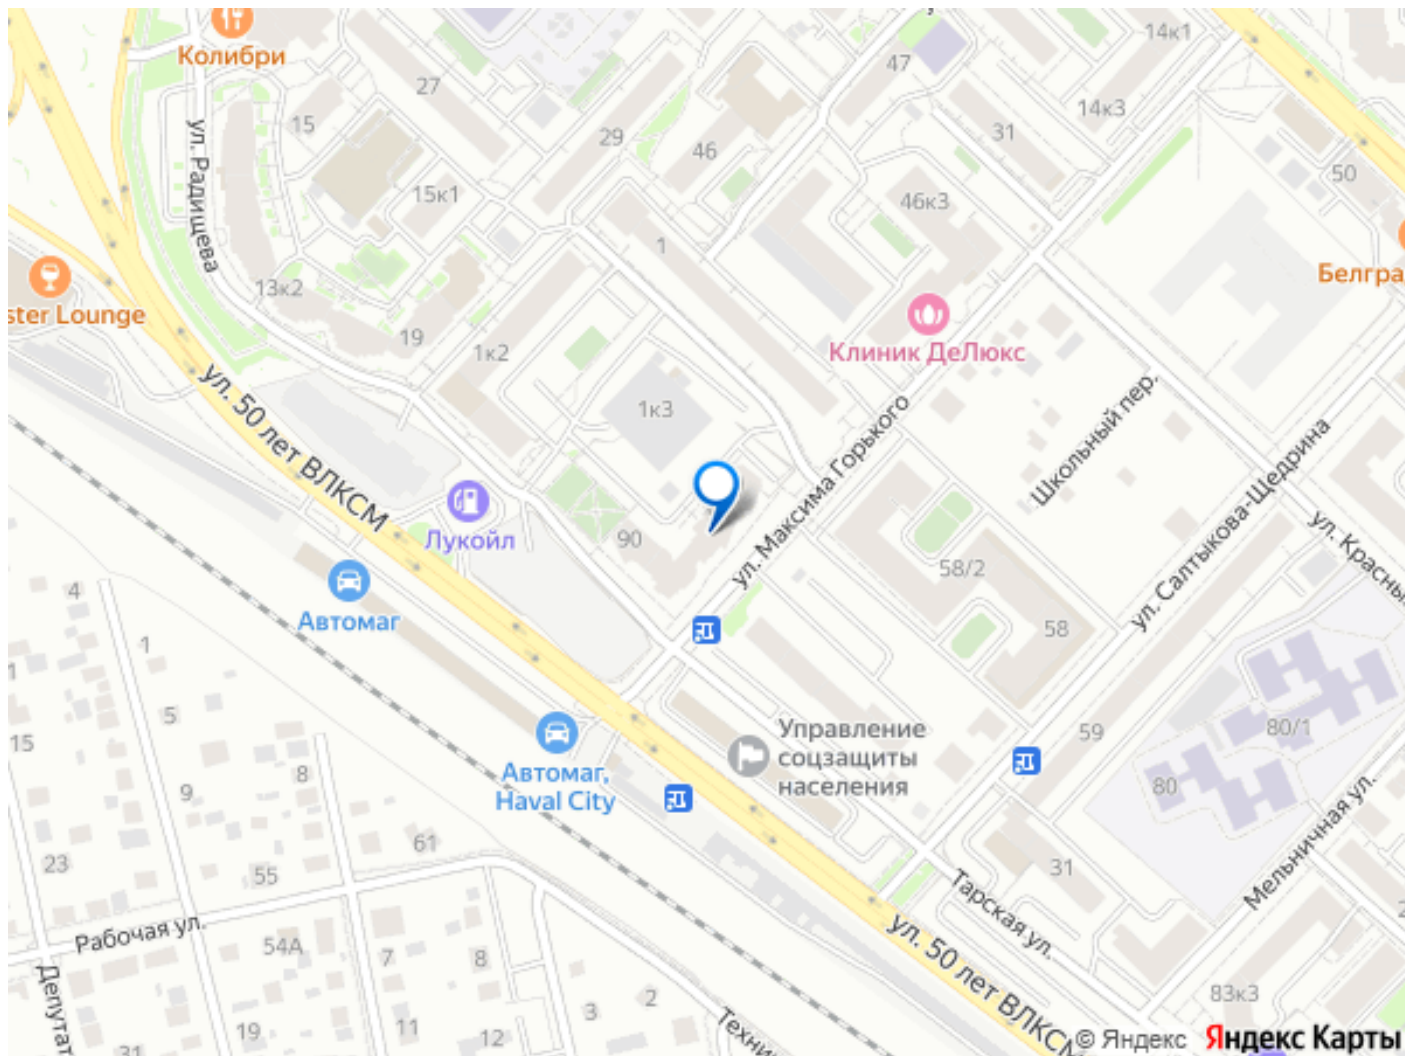 Колибри
27
15
ул. Радищева
15к1
29
46
47
14к1
14к3
31
50
46к3
1
Белгра
ster Lounge
13к2
19
1к2
1к3
Клиник ДеЛюкс
ул. 50 лет ВЛКСМ
Лукойл
90
ул. Максима Горького
Школьный пер.
ул. Салтыкова-Щедрина
ул. Красны
58/2
58
Автомаг
4
1
1
5
15
9
8
23
55
61
Автомаг,
Haval City
Управление
соцзащиты
населения
59
80/1
80
31
Мельничная ул.
Тарская ул.
ул. 50 лет ВЛКСМ
83к3
Рабочая ул.
54А
7
8
Депутат
19
11
12
3
2
Техни
31
© Яндекс Яндекс Карты